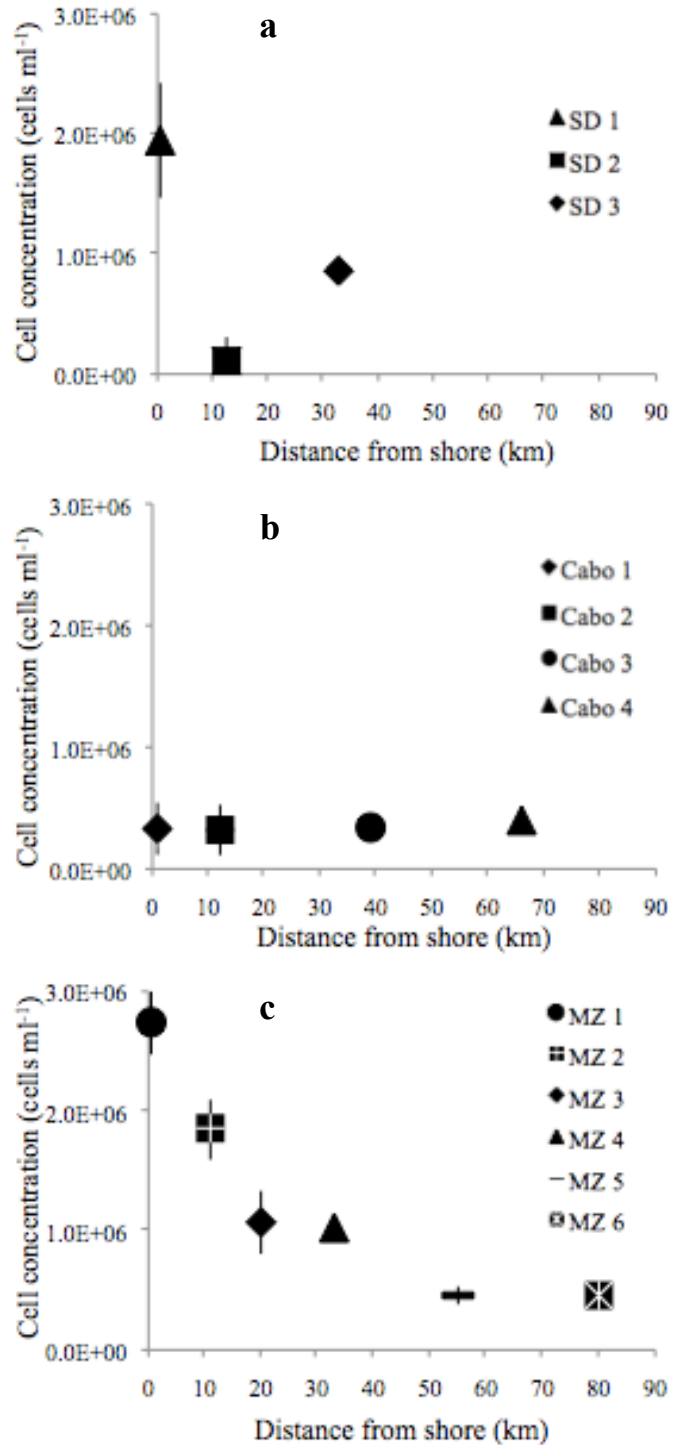 a
Cell concentration (cells ml⁻¹)
3.0E+06
2.0E+06
1.0E+06
0.0E+00
SD 1
SD 2
SD 3
0 10 20 30 40 50 60 70 80 90
Distance from shore (km)
b
Cell concentration (cells ml⁻¹)
3.0E+06
2.0E+06
1.0E+06
0.0E+00
Cabo 1
Cabo 2
Cabo 3
Cabo 4
0 10 20 30 40 50 60 70 80 90
Distance from shore (km)
c
Cell concentration (cells ml⁻¹)
3.0E+06
2.0E+06
1.0E+06
0.0E+00
MZ 1
MZ 2
MZ 3
MZ 4
MZ 5
MZ 6
0 10 20 30 40 50 60 70 80 90
Distance from shore (km)